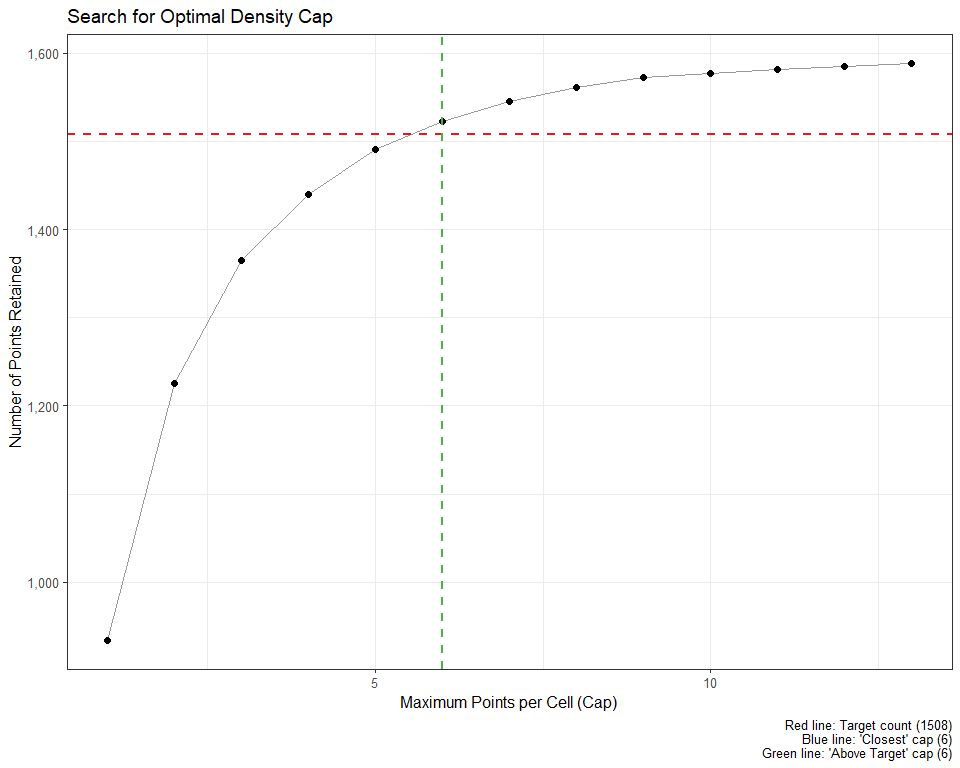 Search for Optimal Density Cap
1,600
1,400
1,200
1,000
Number of Points Retained
5
10
Maximum Points per Cell (Cap)
Red line: Target count (1508)
Blue line: 'Closest' cap (6)
Green line: 'Above Target' cap (6)